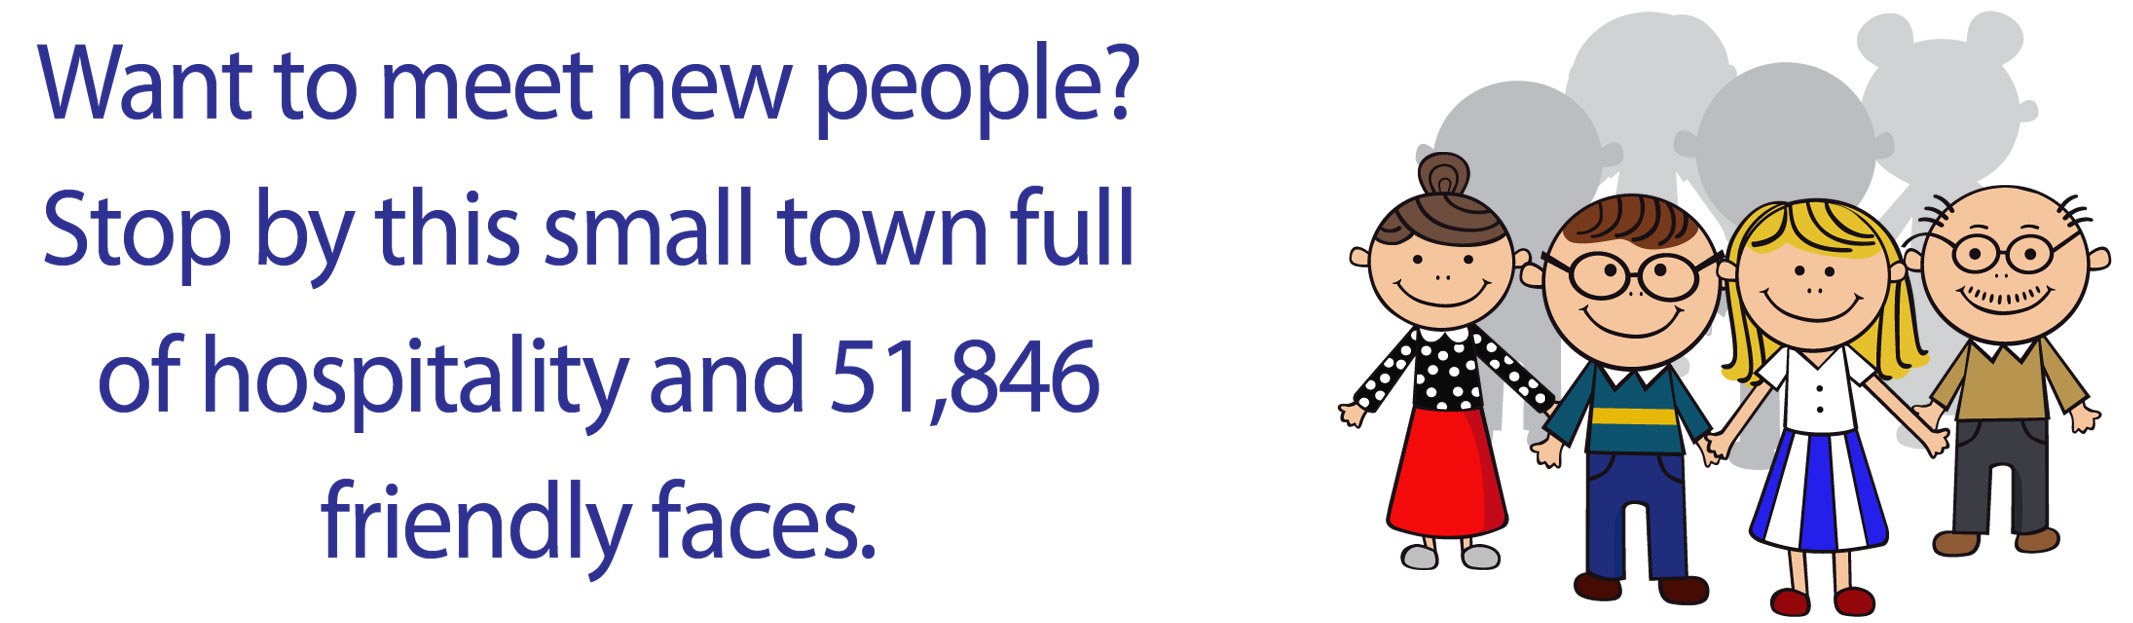 Want to meet new people?
Stop by this small town full
of hospitality and 51,846
friendly faces.